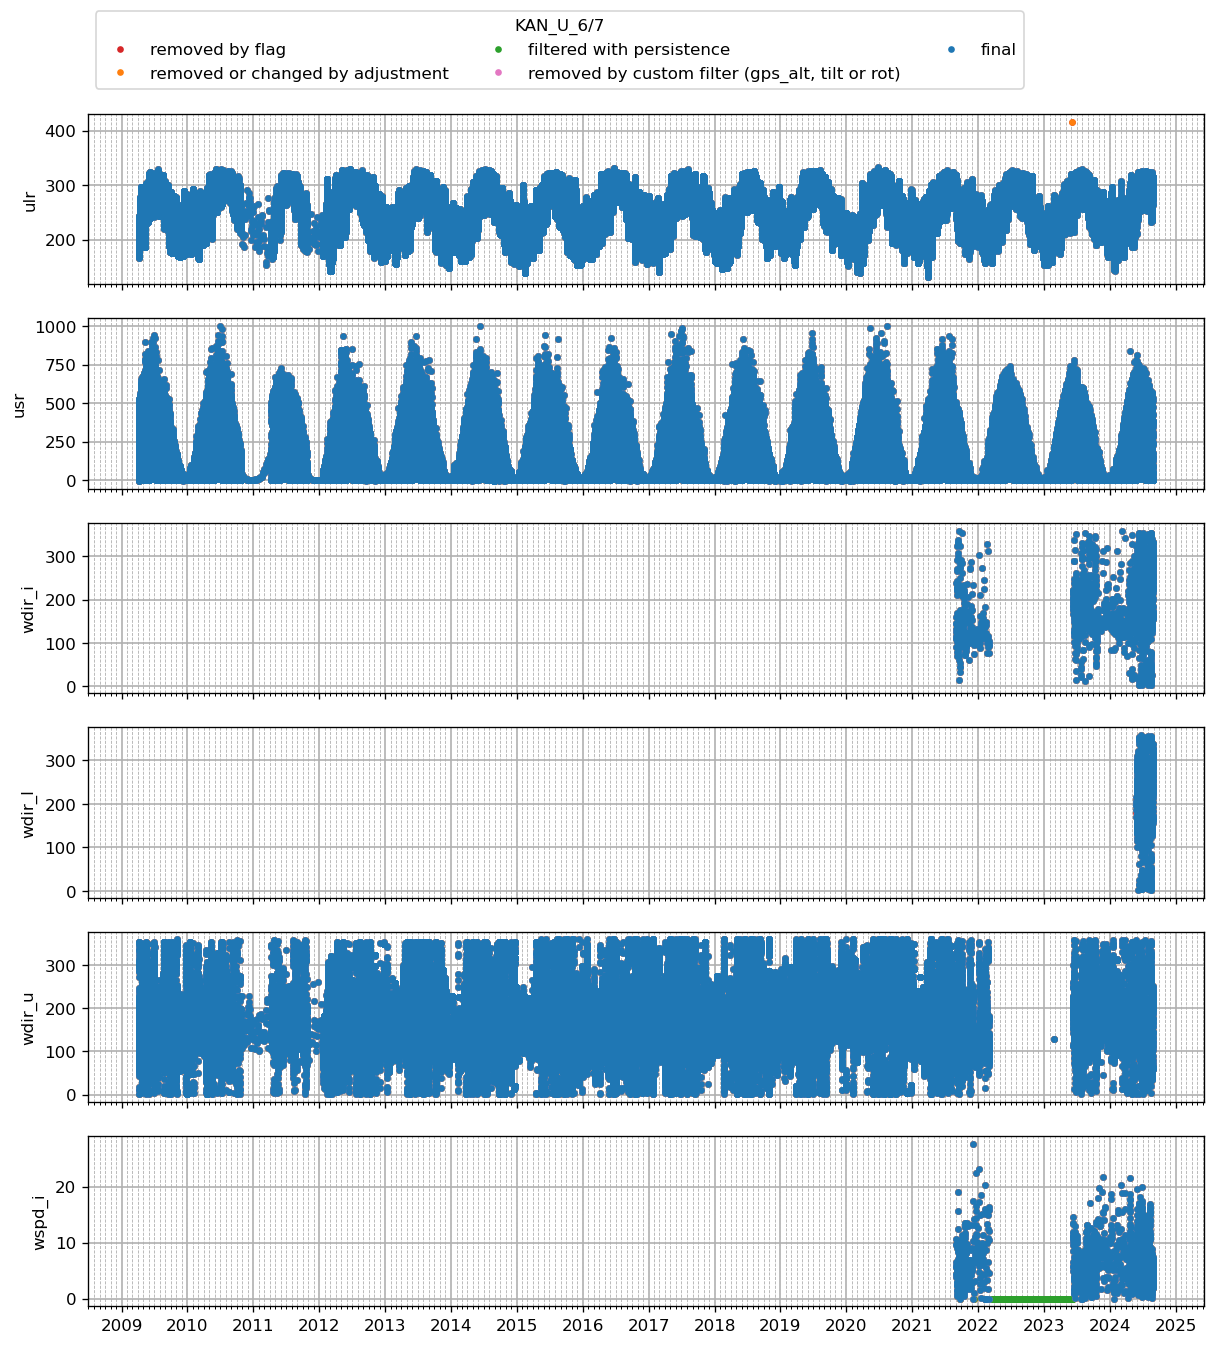 KAN_U_6/7
removed by flag
filtered with persistence
final
removed or changed by adjustment
removed by custom filter (gps_alt, tilt or rot)
400
300
200
ulr
1000
750
500
250
0
usr
300
200
100
0
wdir_i
300
200
100
0
wdir_l
300
200
100
0
wdir_u
20
10
0
wspd_i
2009 2010 2011 2012 2013 2014 2015 2016 2017 2018 2019 2020 2021 2022 2023 2024 2025